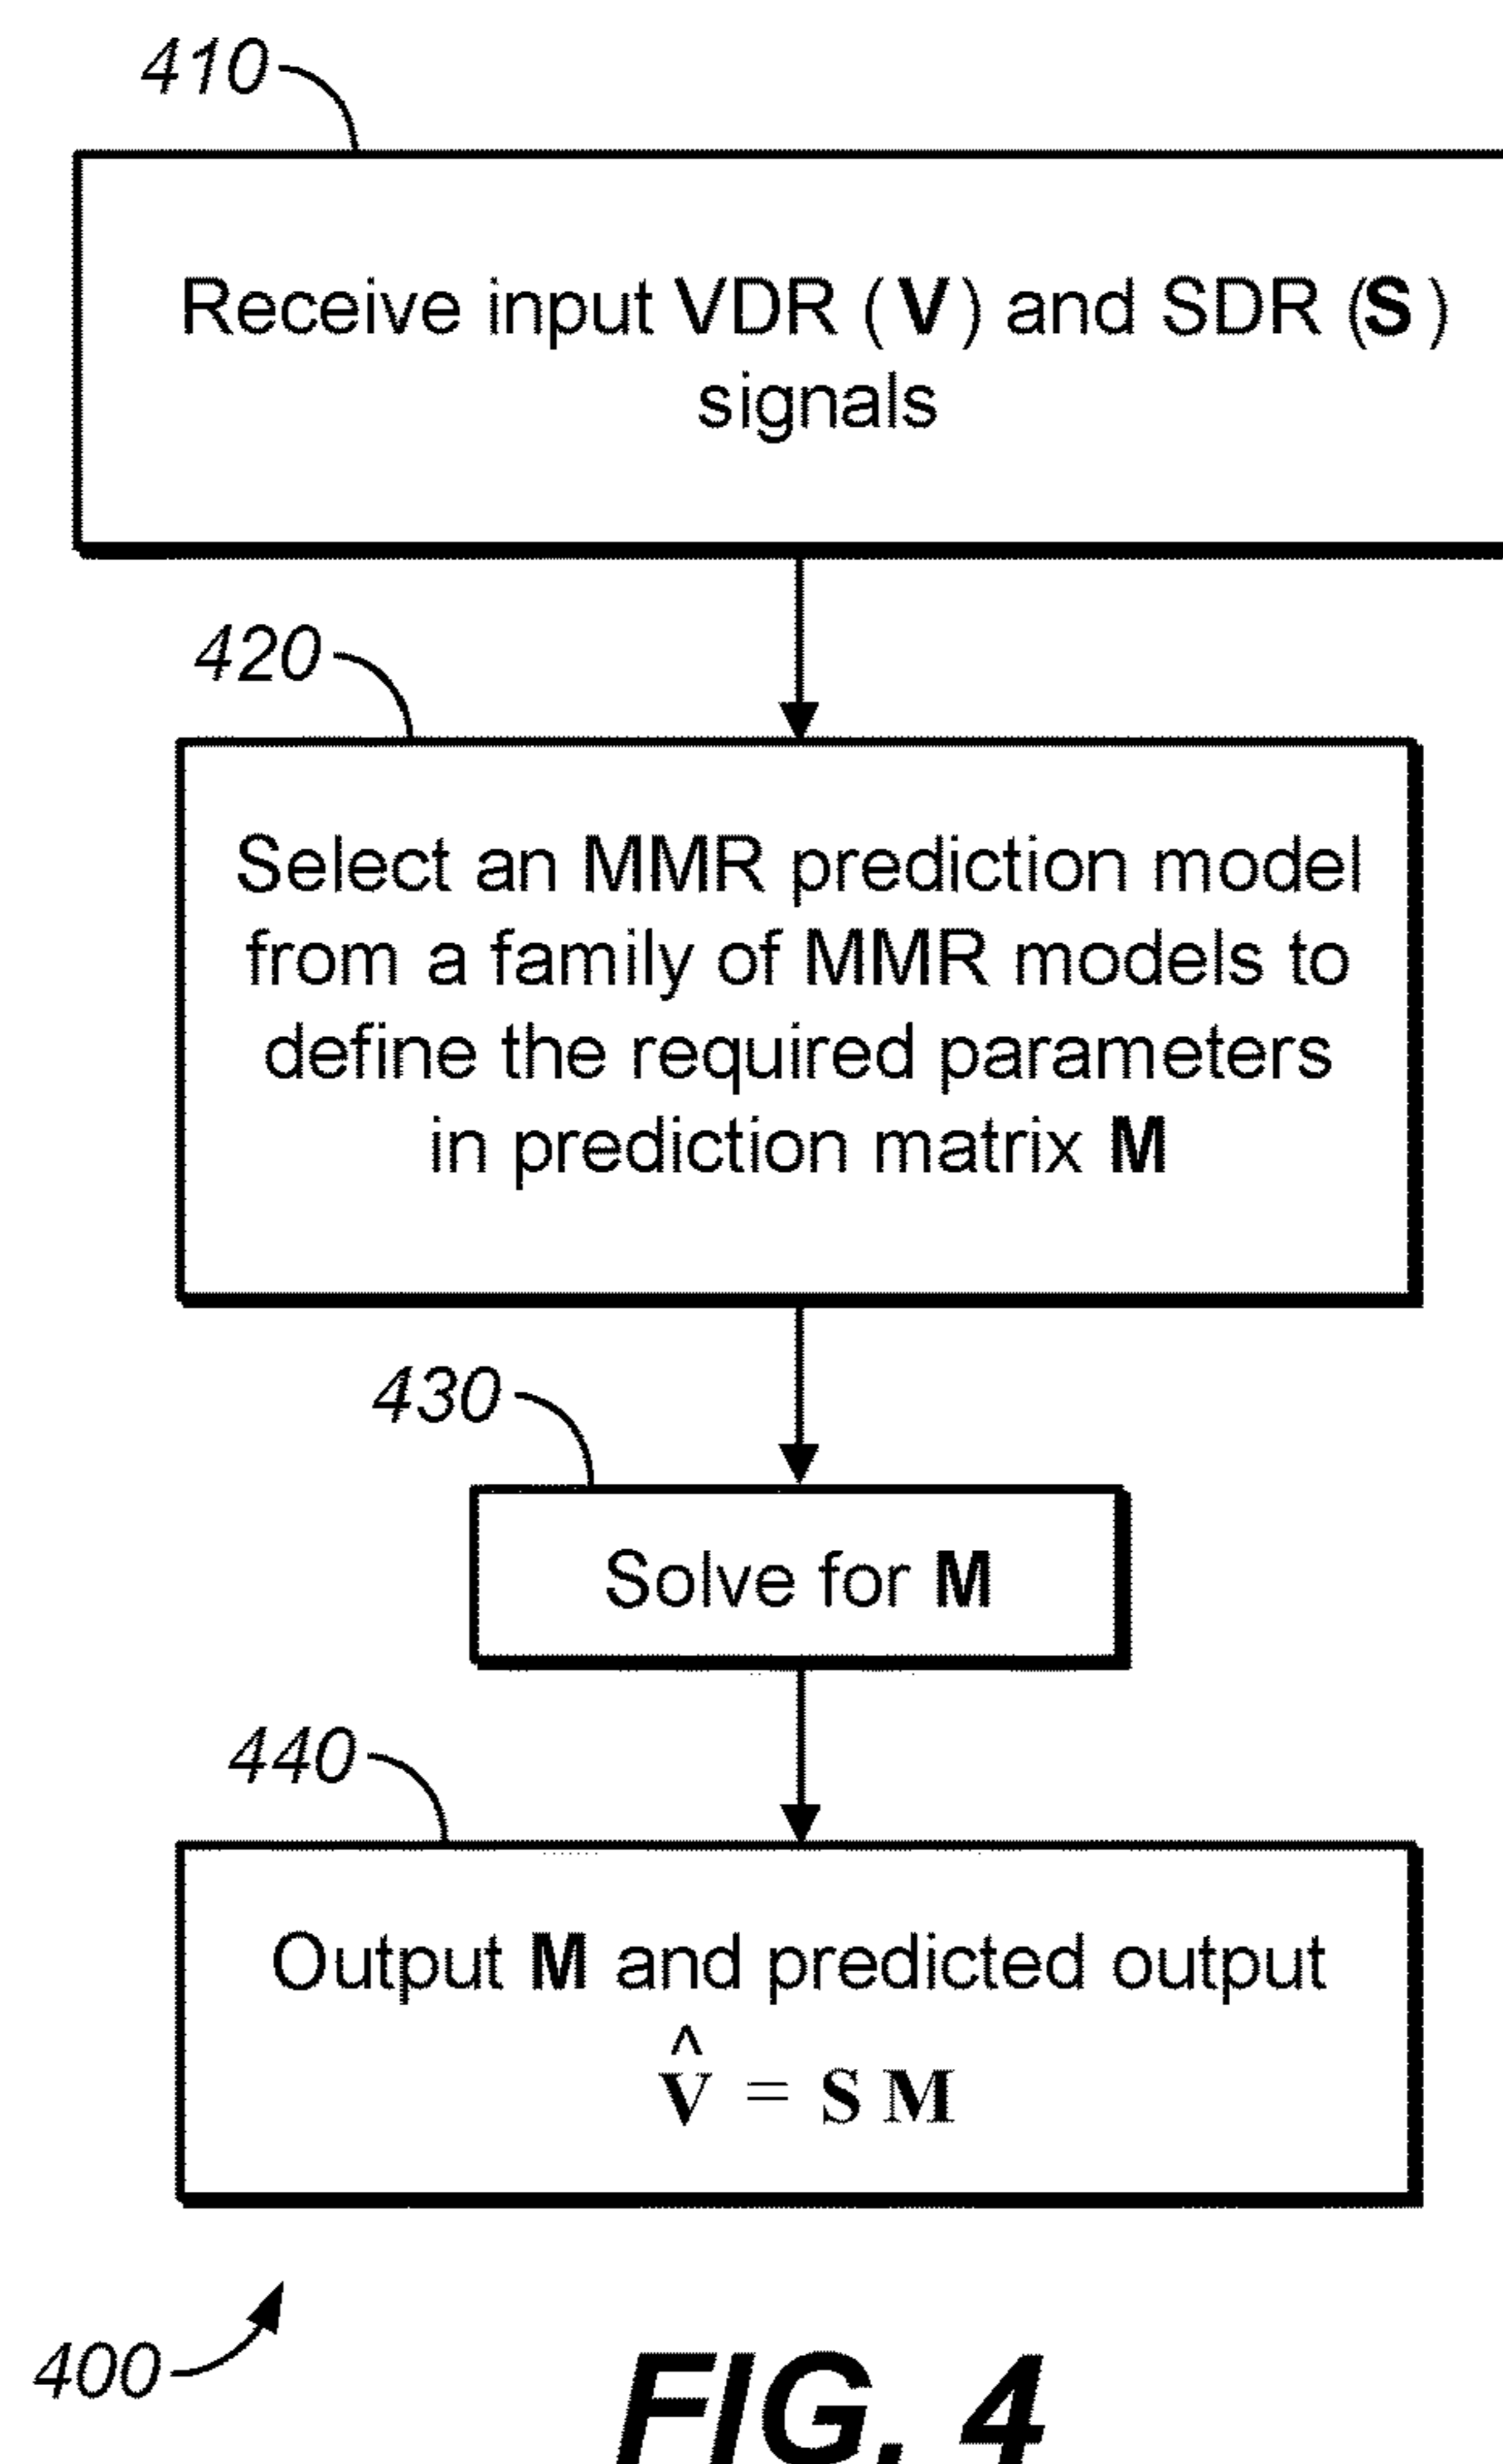 410
Receive input VDR (V) and SDR (S)
signals
420
Select an MMR prediction model
from a family of MMR models to
define the required parameters
in prediction matrix M
430
Solve for M
440
Output M and predicted output
V̂ = S M
400
FIG. 4